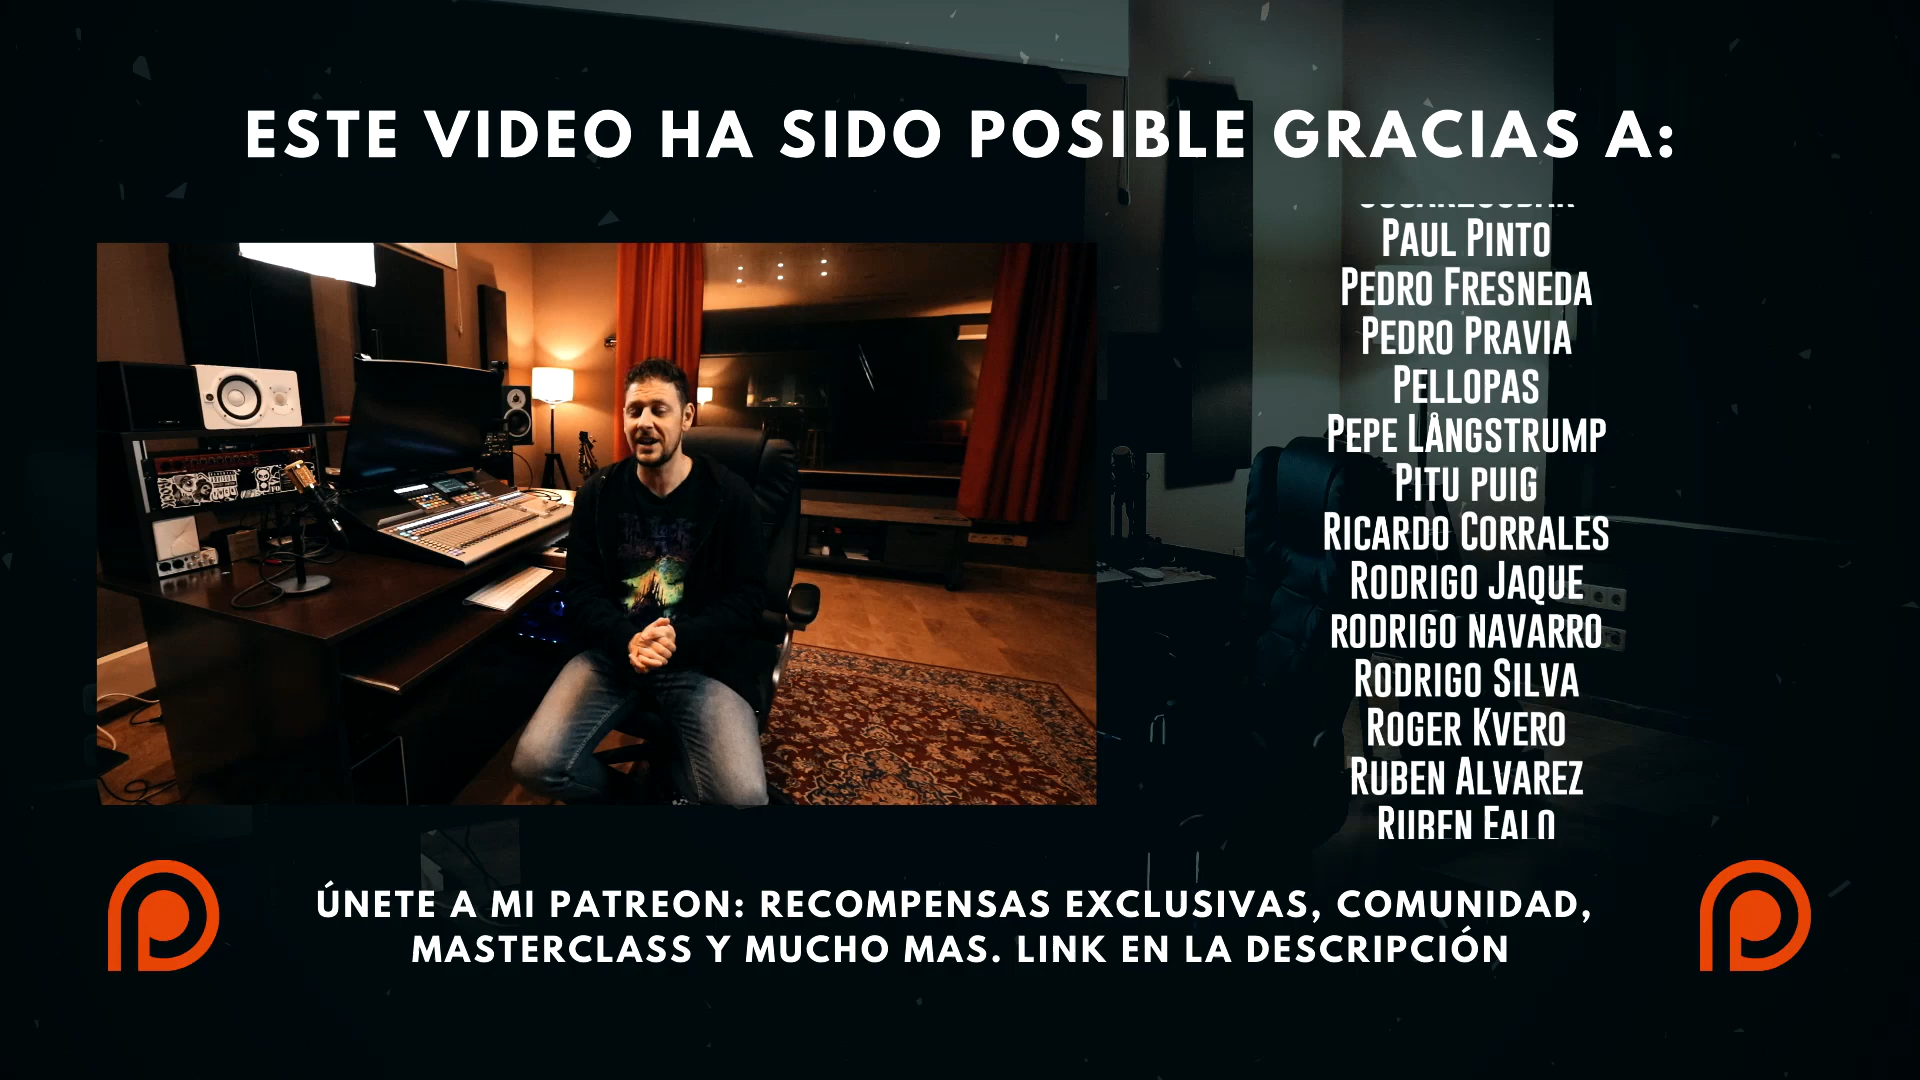 ESTE VIDEO HA SIDO POSIBLE GRACIAS A:
PAUL PINTO
PEDRO FRESNEDA
PEDRO PRAVIA
PELLOPAS
PEPE LÅNGSTRUMP
PITU PUIG
RICARDO CORRALES
RODRIGO JAQUE
RODRIGO NAVARRO
RODRIGO SILVA
ROGER KVERO
RUBEN ALVAREZ
RUBEN
ÚNETE A MI PATREON: RECOMPENSAS EXCLUSIVAS, COMUNIDAD,
MASTERCLASS Y MUCHO MAS. LINK EN LA DESCRIPCIÓN